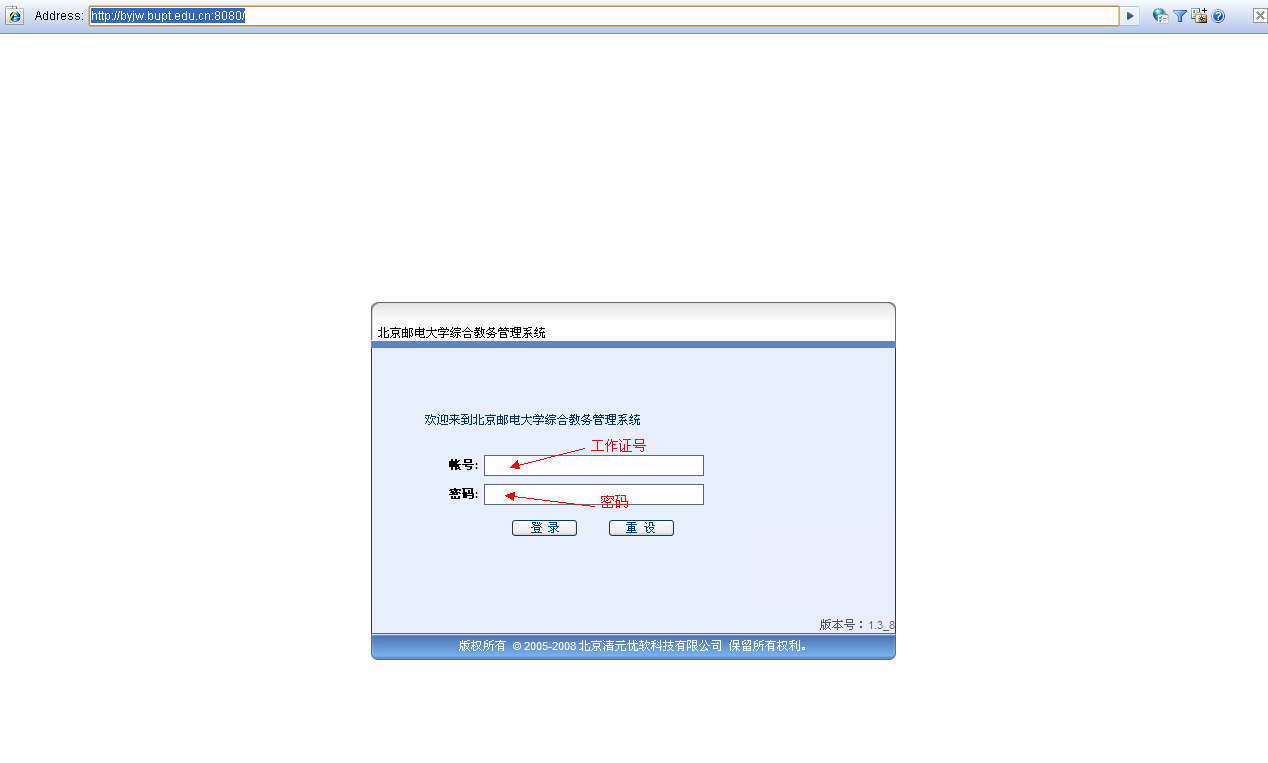 Address: http://byjw.bupt.edu.cn:8080/
北京邮电大学综合教务管理系统
欢迎来到北京邮电大学综合教务管理系统
工作证号
帐号:
密码:
密码
登 录 重 设
版本号：1.3_8
版权所有 © 2005-2008 北京清元优软科技有限公司 保留所有权利。